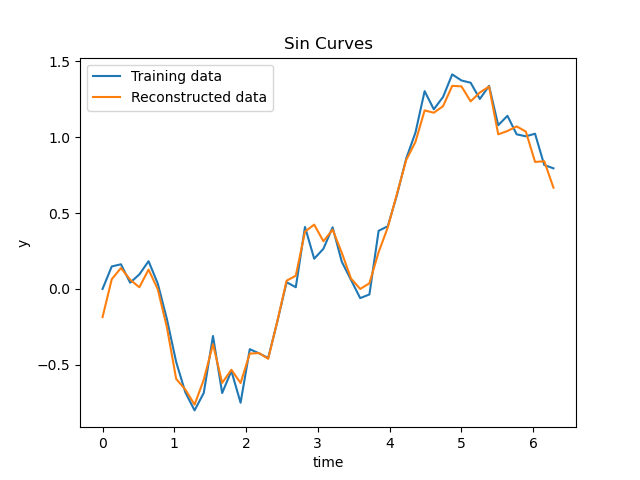 Sin Curves
Training data
Reconstructed data
1.5
1.0
0.5
0.0
−0.5
y
0 1 2 3 4 5 6
time